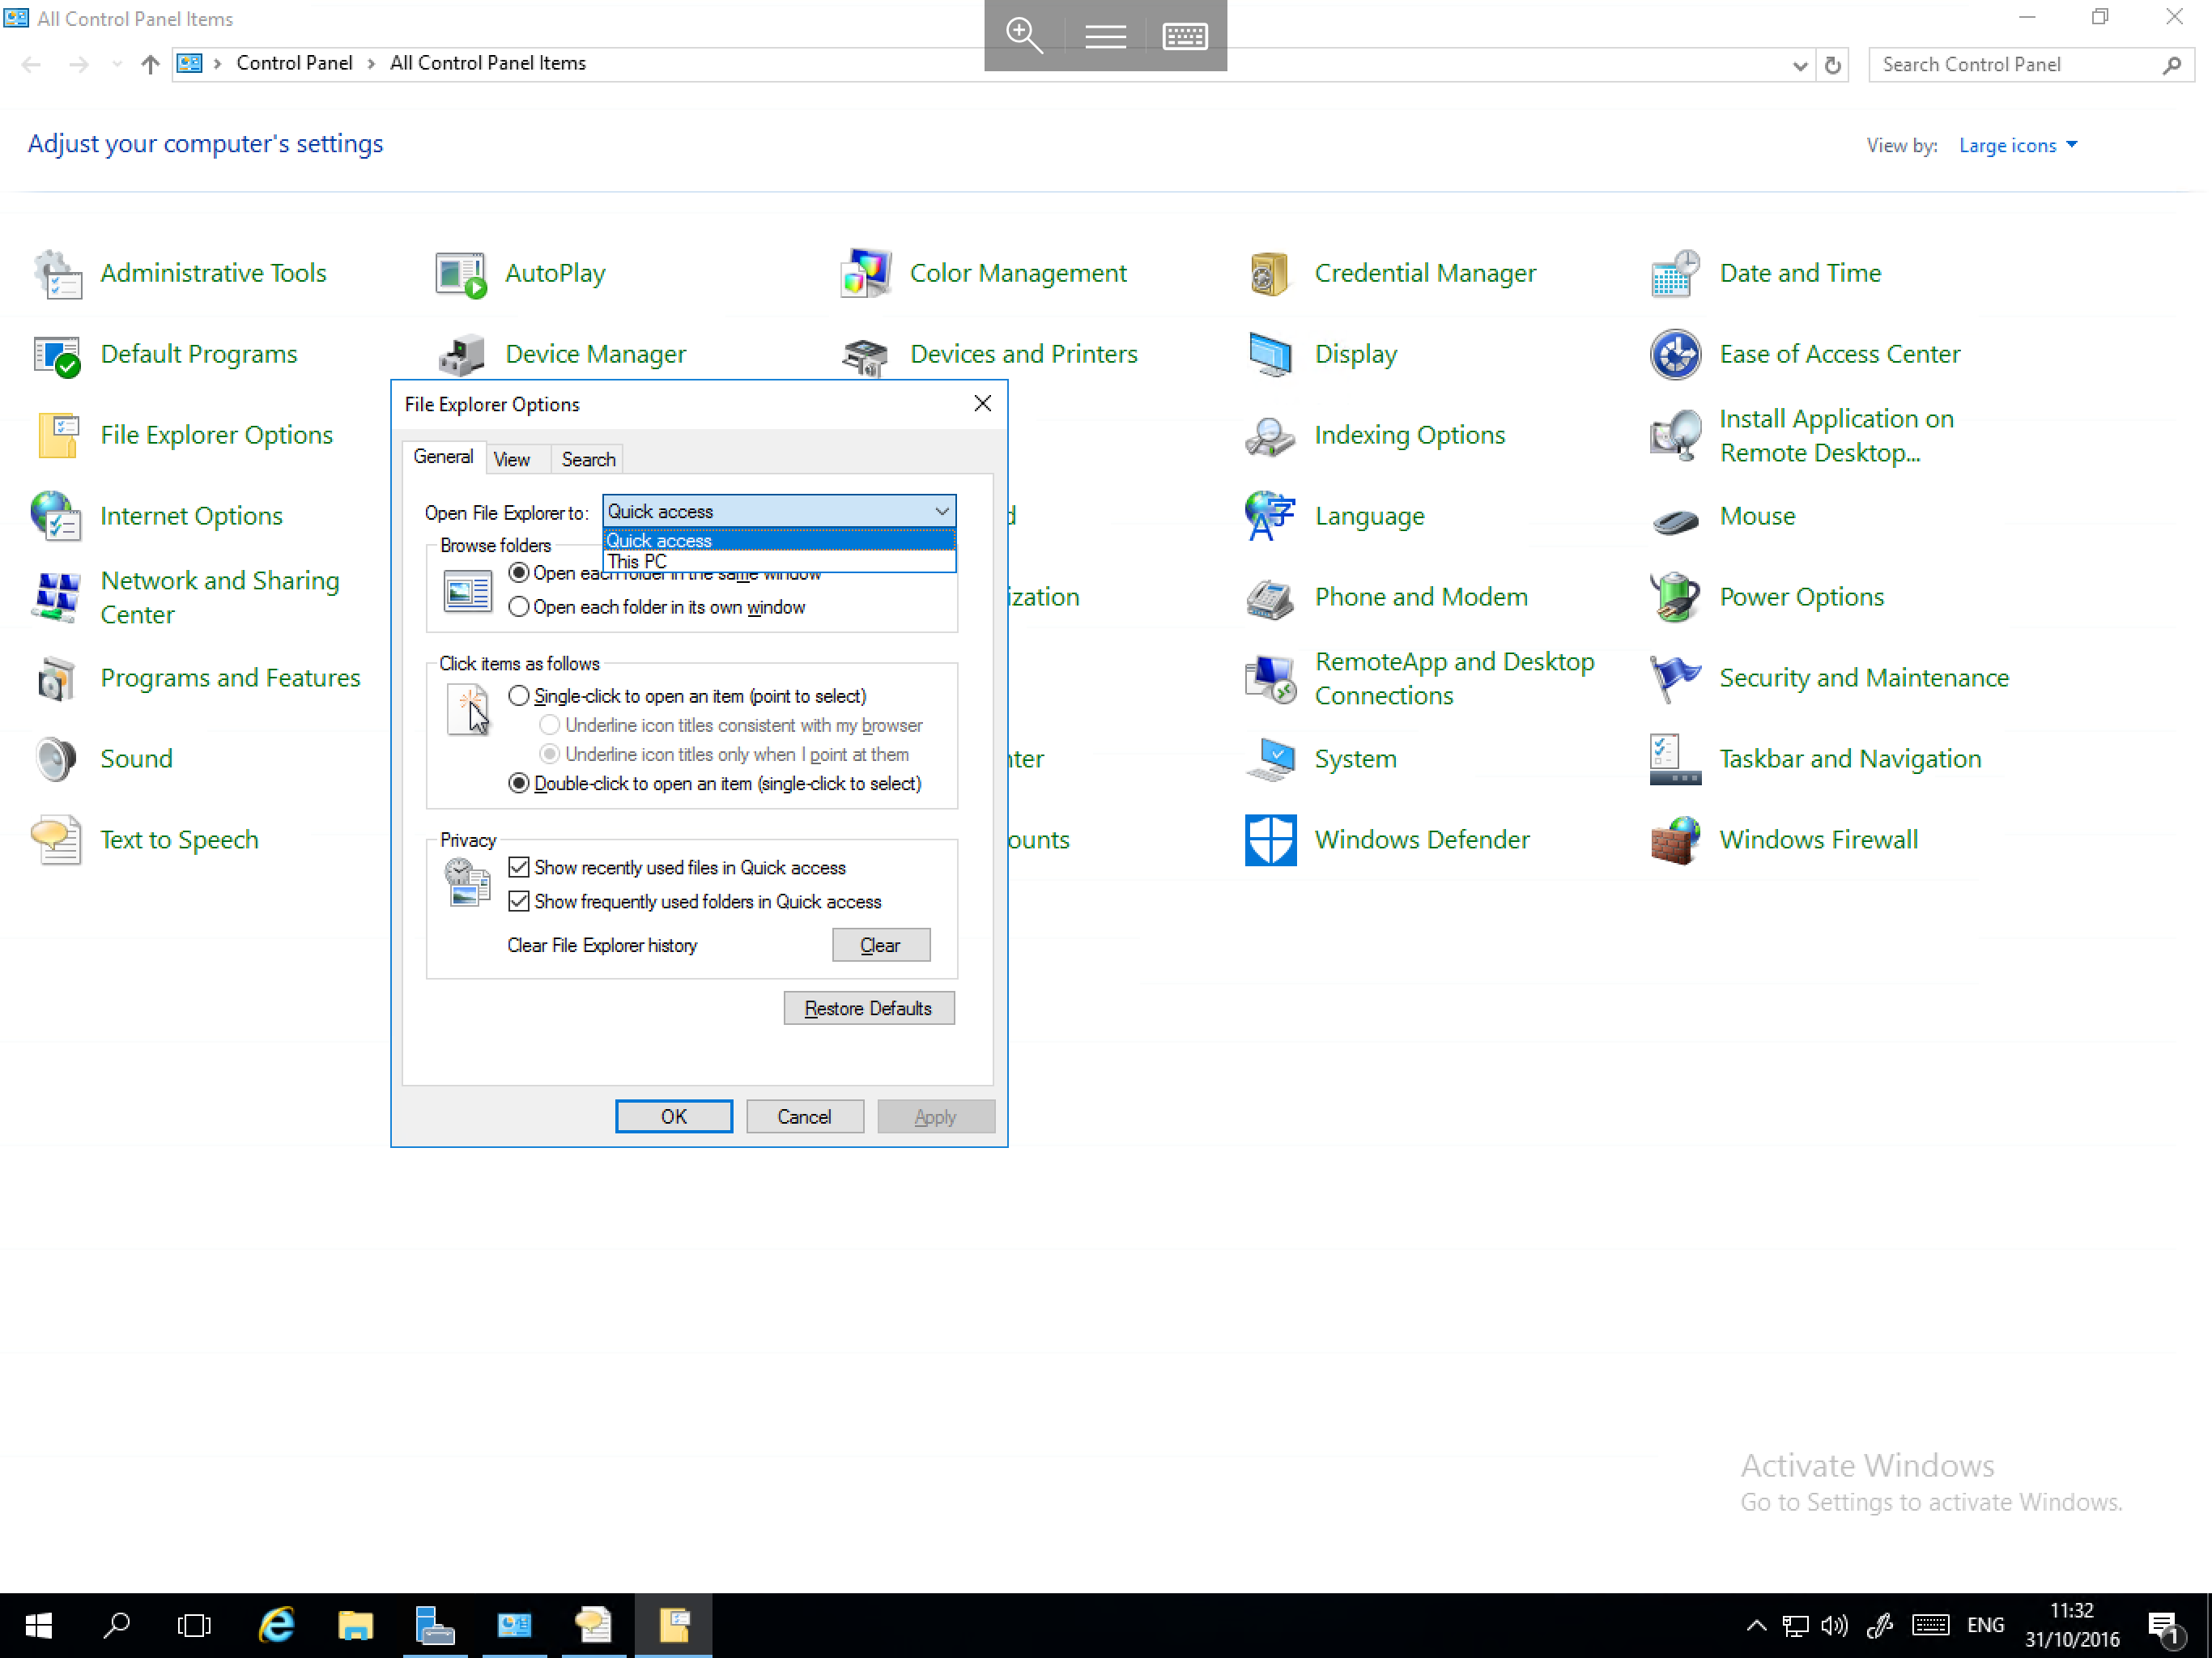 All Control Panel Items
Control Panel > All Control Panel Items
Search Control Panel
Adjust your computer's settings
View by: Large icons
Administrative Tools
AutoPlay
Color Management
Credential Manager
Date and Time
Default Programs
Device Manager
Devices and Printers
Display
Ease of Access Center
File Explorer Options
Indexing Options
Install Application on
Remote Desktop...
Internet Options
d
Language
Mouse
Network and Sharing
Center
ization
Phone and Modem
Power Options
Programs and Features
RemoteApp and Desktop
Connections
Security and Maintenance
Sound
nter
System
Taskbar and Navigation
Text to Speech
ounts
Windows Defender
Windows Firewall
File Explorer Options
General
View
Search
Open File Explorer to: Quick access
Quick access
This PC
Browse folders
Open each folder in the same window
Open each folder in its own window
Click items as follows
Single-click to open an item (point to select)
Underline icon titles consistent with my browser
Underline icon titles only when I point at them
Double-click to open an item (single-click to select)
Privacy
Show recently used files in Quick access
Show frequently used folders in Quick access
Clear File Explorer history
Clear
Restore Defaults
OK
Cancel
Apply
Activate Windows
Go to Settings to activate Windows.
ENG
11:32
31/10/2016
1